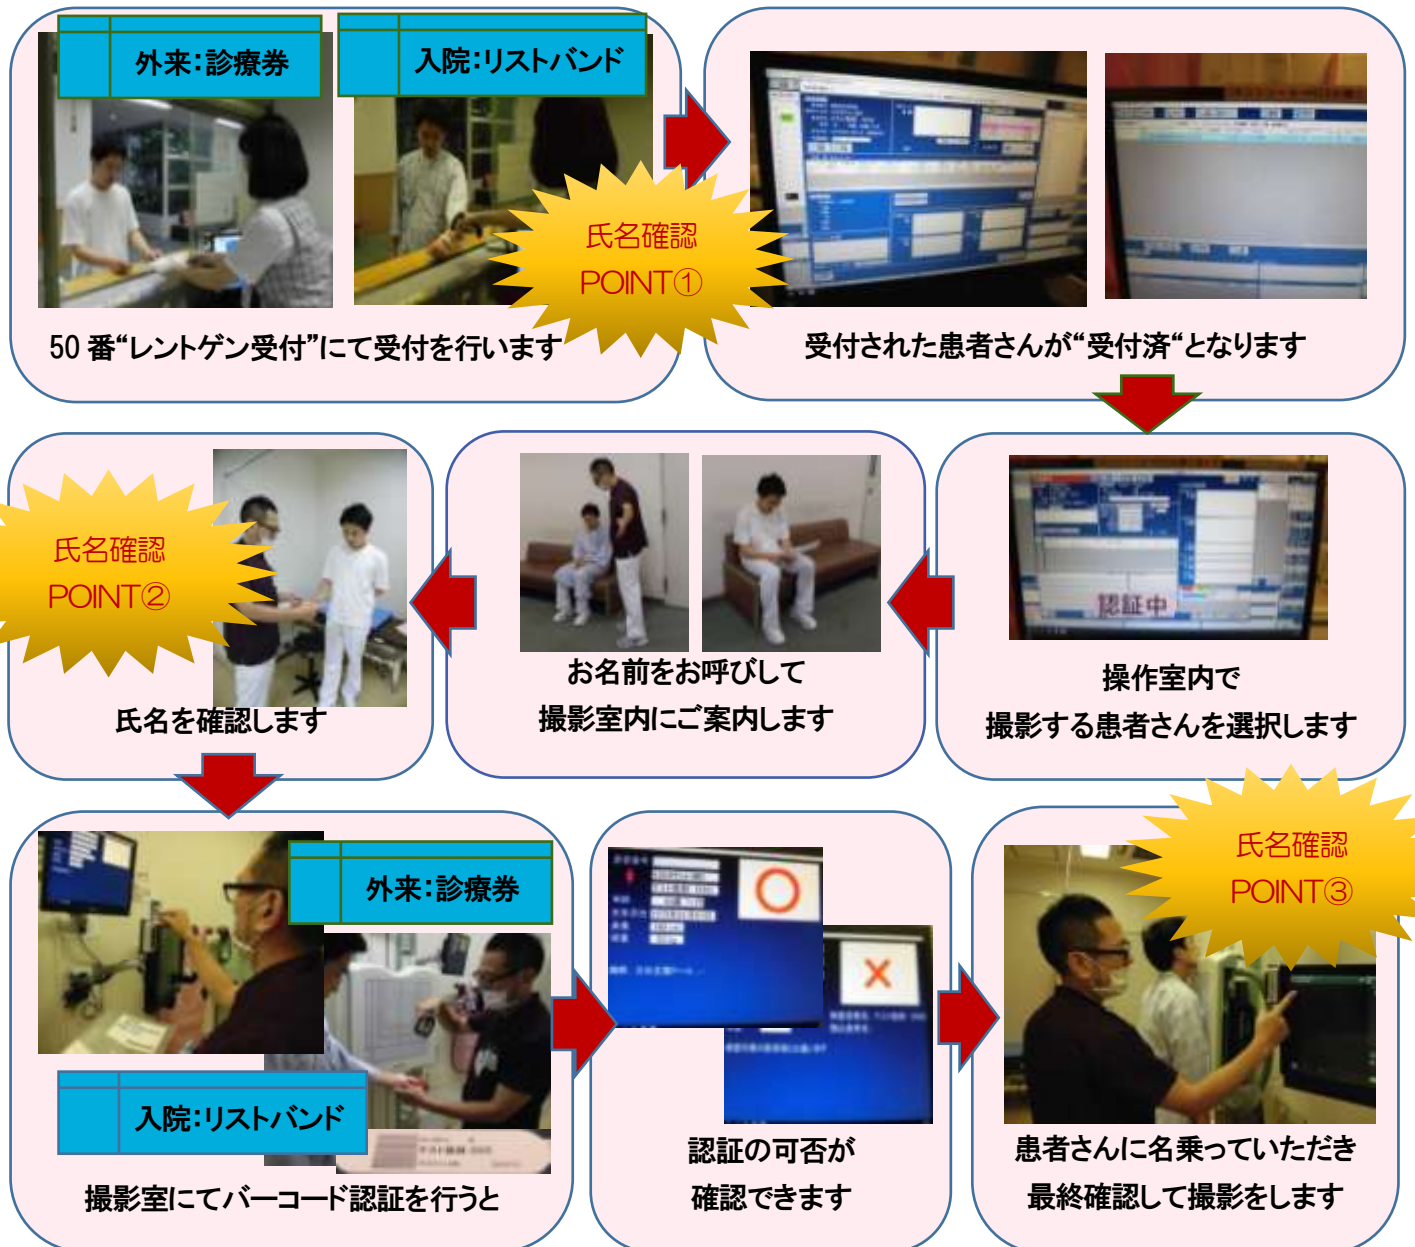 外来：診療券
入院：リストバンド
氏名確認
POINT①
50 番“レントゲン受付”にて受付を行います
受付された患者さんが“受付済“となります
認証中
操作室内で
撮影する患者さんを選択します
お名前をお呼びして
撮影室内にご案内します
氏名確認
POINT②
氏名を確認します
外来：診療券
入院：リストバンド
撮影室にてバーコード認証を行うと
認証の可否が
確認できます
氏名確認
POINT③
患者さんに名乗っていただき
最終確認して撮影をします